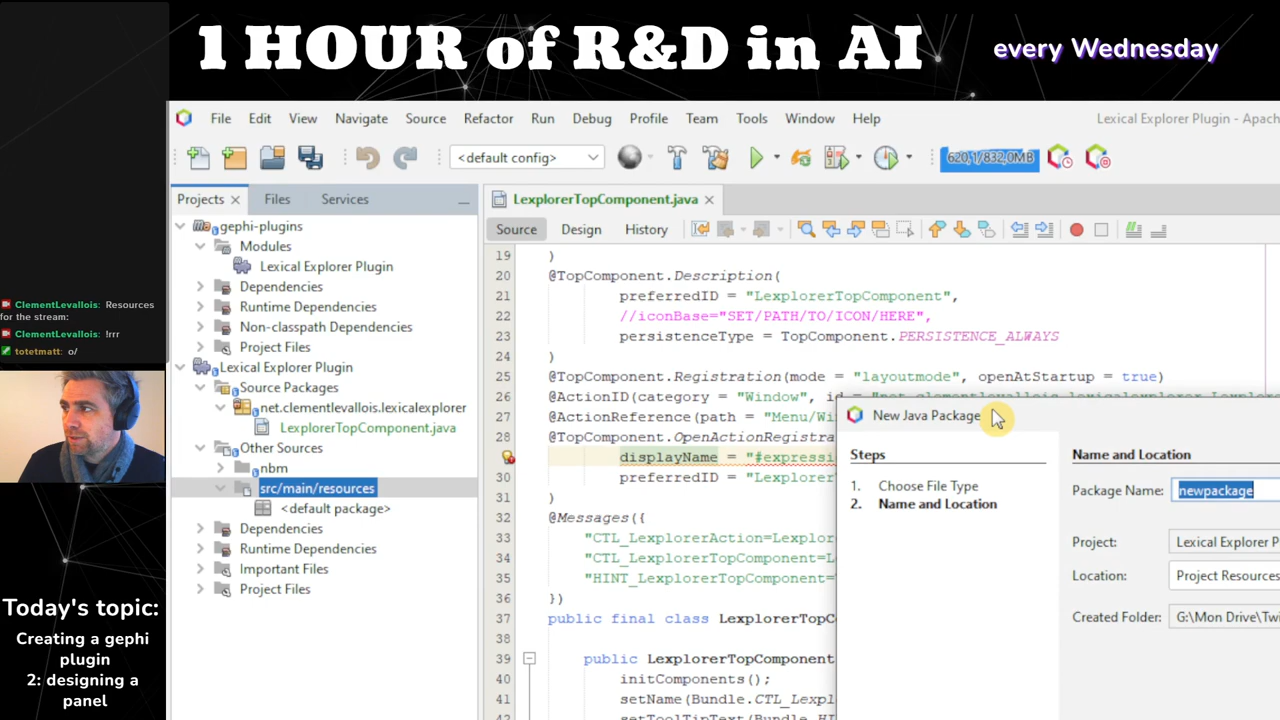 1 HOUR of R&D in AI
every Wednesday
File Edit View Navigate Source Refactor Run Debug Profile Team Tools Window Help
Lexical Explorer Plugin - Apach
<default config>
620,1/832,0MB
Projects
Files
Services
LexplorerTopComponent.java
Source
Design
History
gephi-plugins
Modules
Lexical Explorer Plugin
Dependencies
Runtime Dependencies
Non-classpath Dependencies
Project Files
Lexical Explorer Plugin
Source Packages
net.clementlevallois.lexicalexplorer
LexplorerTopComponent.java
Other Sources
nbm
src/main/resources
<default package>
Dependencies
Runtime Dependencies
Important Files
Project Files
19 )
20 @TopComponent.Description(
21 preferredID = "LexplorerTopComponent",
22 //iconBase="SET/PATH/TO/ICON/HERE",
23 persistenceType = TopComponent.PERSISTENCE_ALWAYS
24 )
25 @TopComponent.Registration(mode = "layoutmode", openAtStartup = true)
26 @ActionID(category = "Window", id =
27 @ActionReference(path = "Menu/Wi
28 @TopComponent.OpenActionRegistra
displayName = "#expressi
30 preferredID = "Lexplorer
31 )
32 @Messages({
33 "CTL_LexplorerAction=Lexplor
34 "CTL_LexplorerTopComponent=L
35 "HINT_LexplorerTopComponent=
36 })
37 public final class LexplorerTopC
38
39 public LexplorerTopComponent
40 initComponents();
41 setName(Bundle.CTL_Lexpl
42 setToolTipText(Bundle.HI
New Java Package
Steps
1. Choose File Type
2. Name and Location
Name and Location
Package Name: newpackage
Project: Lexical Explorer P
Location: Project Resources
Created Folder: G:\Mon Drive\Twi
ClementLevallois: Resources
for the stream:
ClementLevallois: !rrr
totetmatt: o/
Today's topic:
Creating a gephi
plugin
2: designing a
panel